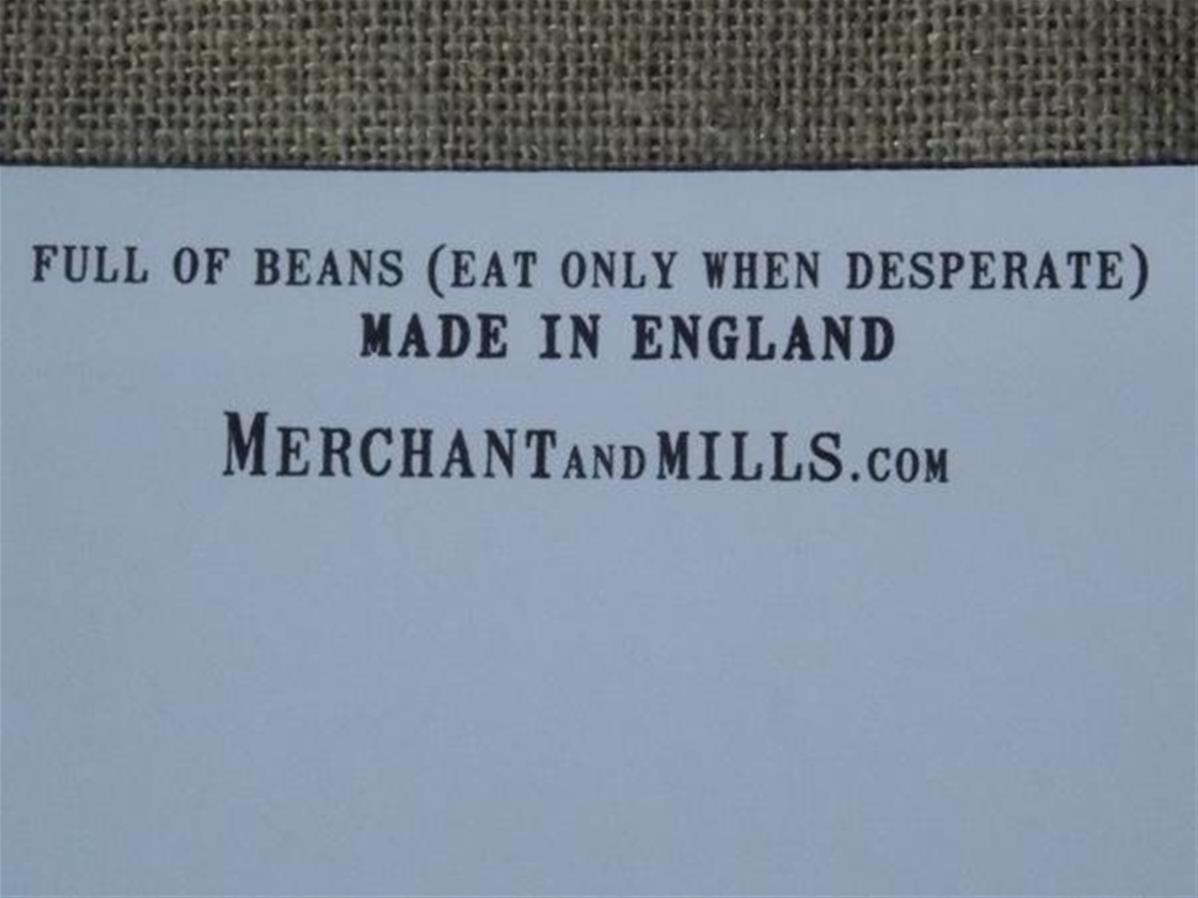 FULL OF BEANS (EAT ONLY WHEN DESPERATE)
MADE IN ENGLAND
MERCHANTANDMILLS.COM